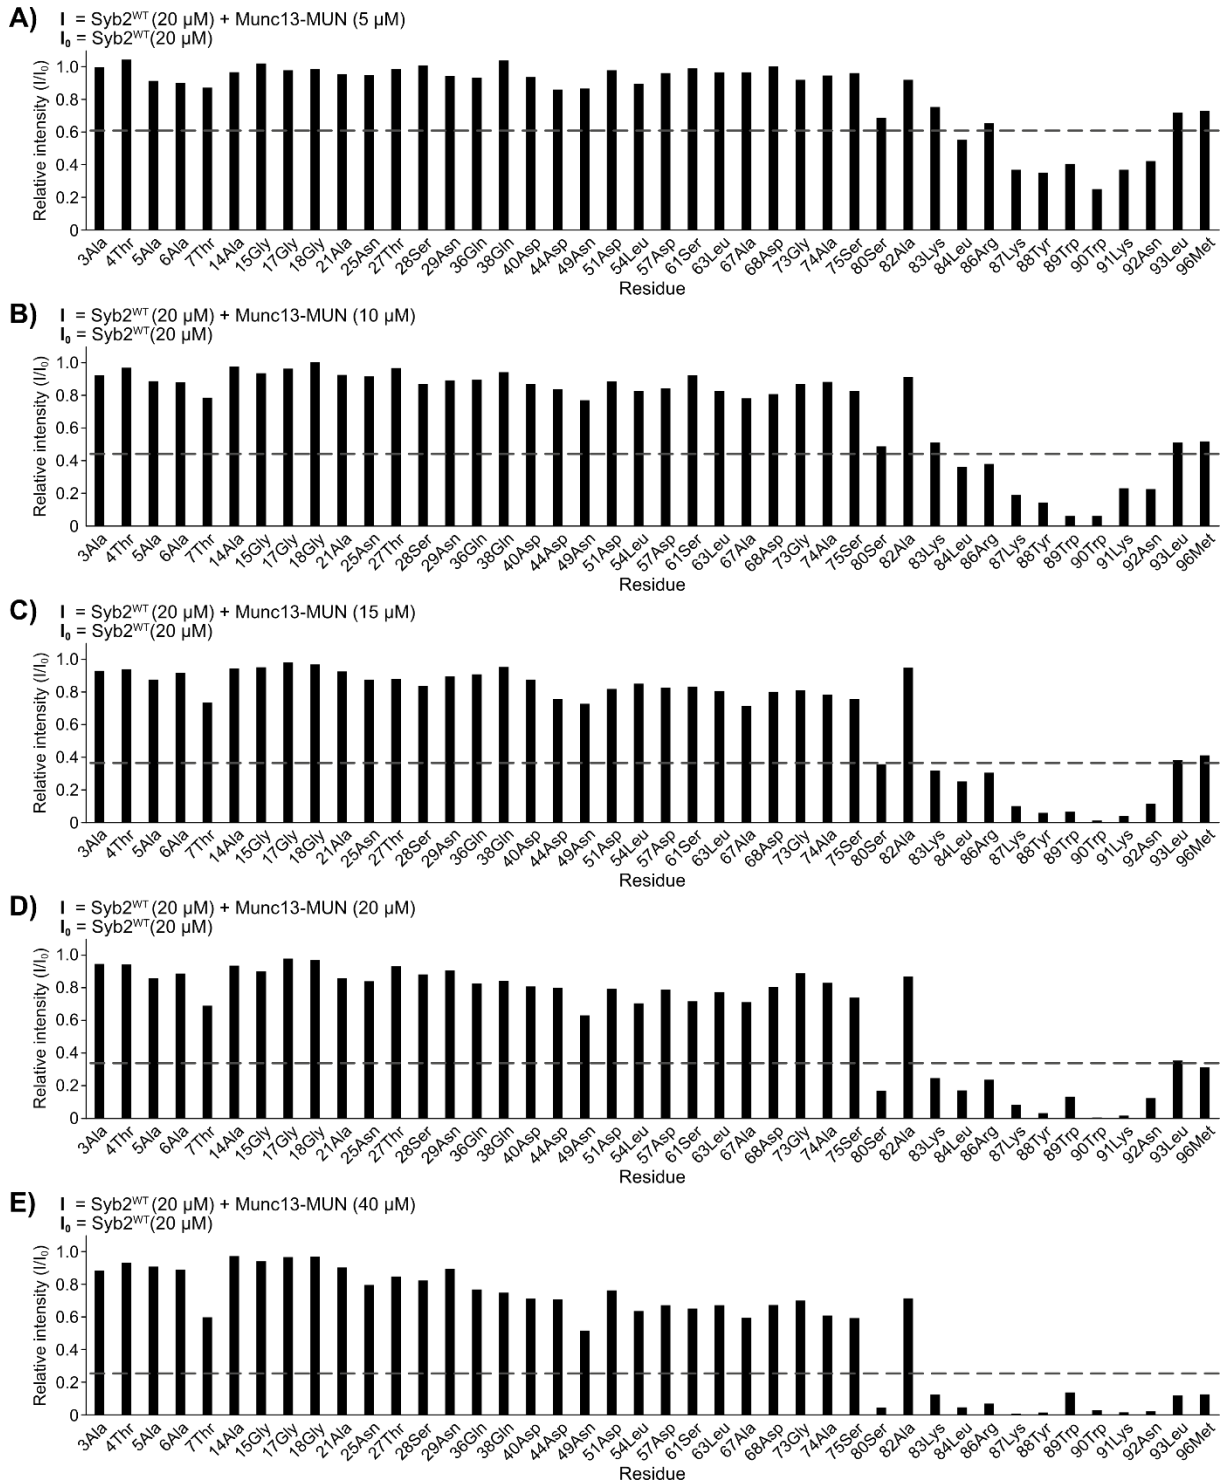 A) I = Syb2ᵂᵀ (20 µM) + Munc13-MUN (5 µM)
I₀ = Syb2ᵂᵀ(20 µM)
Relative intensity (I/I₀)
1.0
0.8
0.6
0.4
0.2
0
3Ala 4Thr 5Ala 6Ala 7Thr 14Ala 15Gly 17Gly 18Gly 21Ala 25Asn 27Thr 28Ser 29Asn 36Gln 38Gln 40Asp 44Asp 49Asn 51Asp 54Leu 57Asp 61Ser 63Leu 67Ala 68Asp 73Gly 74Ala 75Ser 80Ser 82Ala 83Lys 84Leu 86Arg 87Lys 88Tyr 89Trp 90Trp 91Lys 92Asn 93Leu 96Met
Residue
B) I = Syb2ᵂᵀ (20 µM) + Munc13-MUN (10 µM)
I₀ = Syb2ᵂᵀ(20 µM)
Relative intensity (I/I₀)
1.0
0.8
0.6
0.4
0.2
0
3Ala 4Thr 5Ala 6Ala 7Thr 14Ala 15Gly 17Gly 18Gly 21Ala 25Asn 27Thr 28Ser 29Asn 36Gln 38Gln 40Asp 44Asp 49Asn 51Asp 54Leu 57Asp 61Ser 63Leu 67Ala 68Asp 73Gly 74Ala 75Ser 80Ser 82Ala 83Lys 84Leu 86Arg 87Lys 88Tyr 89Trp 90Trp 91Lys 92Asn 93Leu 96Met
Residue
C) I = Syb2ᵂᵀ (20 µM) + Munc13-MUN (15 µM)
I₀ = Syb2ᵂᵀ(20 µM)
Relative intensity (I/I₀)
1.0
0.8
0.6
0.4
0.2
0
3Ala 4Thr 5Ala 6Ala 7Thr 14Ala 15Gly 17Gly 18Gly 21Ala 25Asn 27Thr 28Ser 29Asn 36Gln 38Gln 40Asp 44Asp 49Asn 51Asp 54Leu 57Asp 61Ser 63Leu 67Ala 68Asp 73Gly 74Ala 75Ser 80Ser 82Ala 83Lys 84Leu 86Arg 87Lys 88Tyr 89Trp 90Trp 91Lys 92Asn 93Leu 96Met
Residue
D) I = Syb2ᵂᵀ (20 µM) + Munc13-MUN (20 µM)
I₀ = Syb2ᵂᵀ(20 µM)
Relative intensity (I/I₀)
1.0
0.8
0.6
0.4
0.2
0
3Ala 4Thr 5Ala 6Ala 7Thr 14Ala 15Gly 17Gly 18Gly 21Ala 25Asn 27Thr 28Ser 29Asn 36Gln 38Gln 40Asp 44Asp 49Asn 51Asp 54Leu 57Asp 61Ser 63Leu 67Ala 68Asp 73Gly 74Ala 75Ser 80Ser 82Ala 83Lys 84Leu 86Arg 87Lys 88Tyr 89Trp 90Trp 91Lys 92Asn 93Leu 96Met
Residue
E) I = Syb2ᵂᵀ (20 µM) + Munc13-MUN (40 µM)
I₀ = Syb2ᵂᵀ(20 µM)
Relative intensity (I/I₀)
1.0
0.8
0.6
0.4
0.2
0
3Ala 4Thr 5Ala 6Ala 7Thr 14Ala 15Gly 17Gly 18Gly 21Ala 25Asn 27Thr 28Ser 29Asn 36Gln 38Gln 40Asp 44Asp 49Asn 51Asp 54Leu 57Asp 61Ser 63Leu 67Ala 68Asp 73Gly 74Ala 75Ser 80Ser 82Ala 83Lys 84Leu 86Arg 87Lys 88Tyr 89Trp 90Trp 91Lys 92Asn 93Leu 96Met
Residue